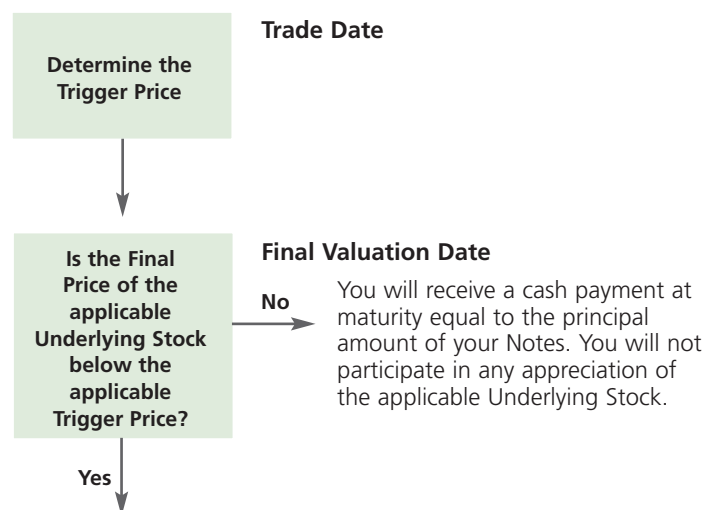 Trade Date
Determine the
Trigger Price
Final Valuation Date
Is the Final
Price of the
applicable
Underlying Stock
below the
applicable
Trigger Price?
No
You will receive a cash payment at
maturity equal to the principal
amount of your Notes. You will not
participate in any appreciation of
the applicable Underlying Stock.
Yes